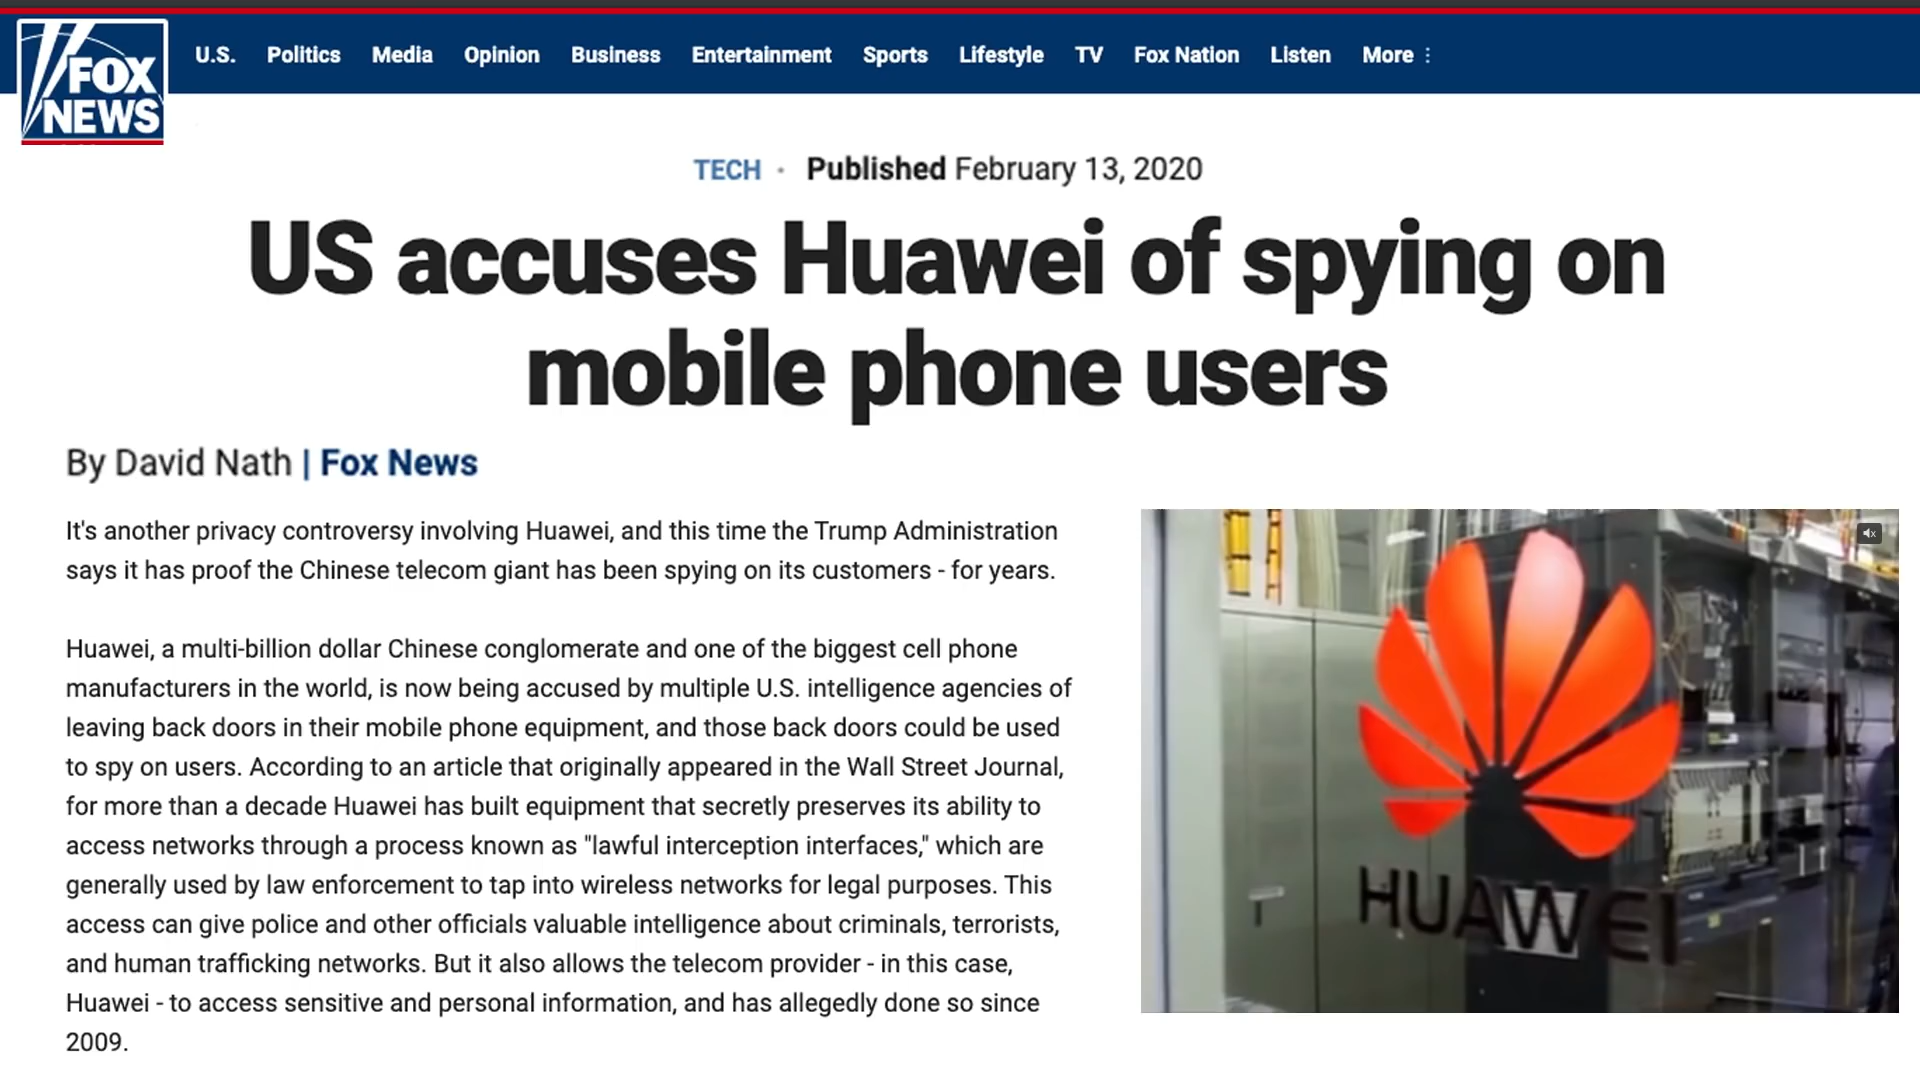 FOX
NEWS
U.S. Politics Media Opinion Business Entertainment Sports Lifestyle TV Fox Nation Listen More
TECH · Published February 13, 2020
US accuses Huawei of spying on
mobile phone users
By David Nath | Fox News
It's another privacy controversy involving Huawei, and this time the Trump Administration
says it has proof the Chinese telecom giant has been spying on its customers - for years.
Huawei, a multi-billion dollar Chinese conglomerate and one of the biggest cell phone
manufacturers in the world, is now being accused by multiple U.S. intelligence agencies of
leaving back doors in their mobile phone equipment, and those back doors could be used
to spy on users. According to an article that originally appeared in the Wall Street Journal,
for more than a decade Huawei has built equipment that secretly preserves its ability to
access networks through a process known as "lawful interception interfaces," which are
generally used by law enforcement to tap into wireless networks for legal purposes. This
access can give police and other officials valuable intelligence about criminals, terrorists,
and human trafficking networks. But it also allows the telecom provider - in this case,
Huawei - to access sensitive and personal information, and has allegedly done so since
2009.
HUAWEI